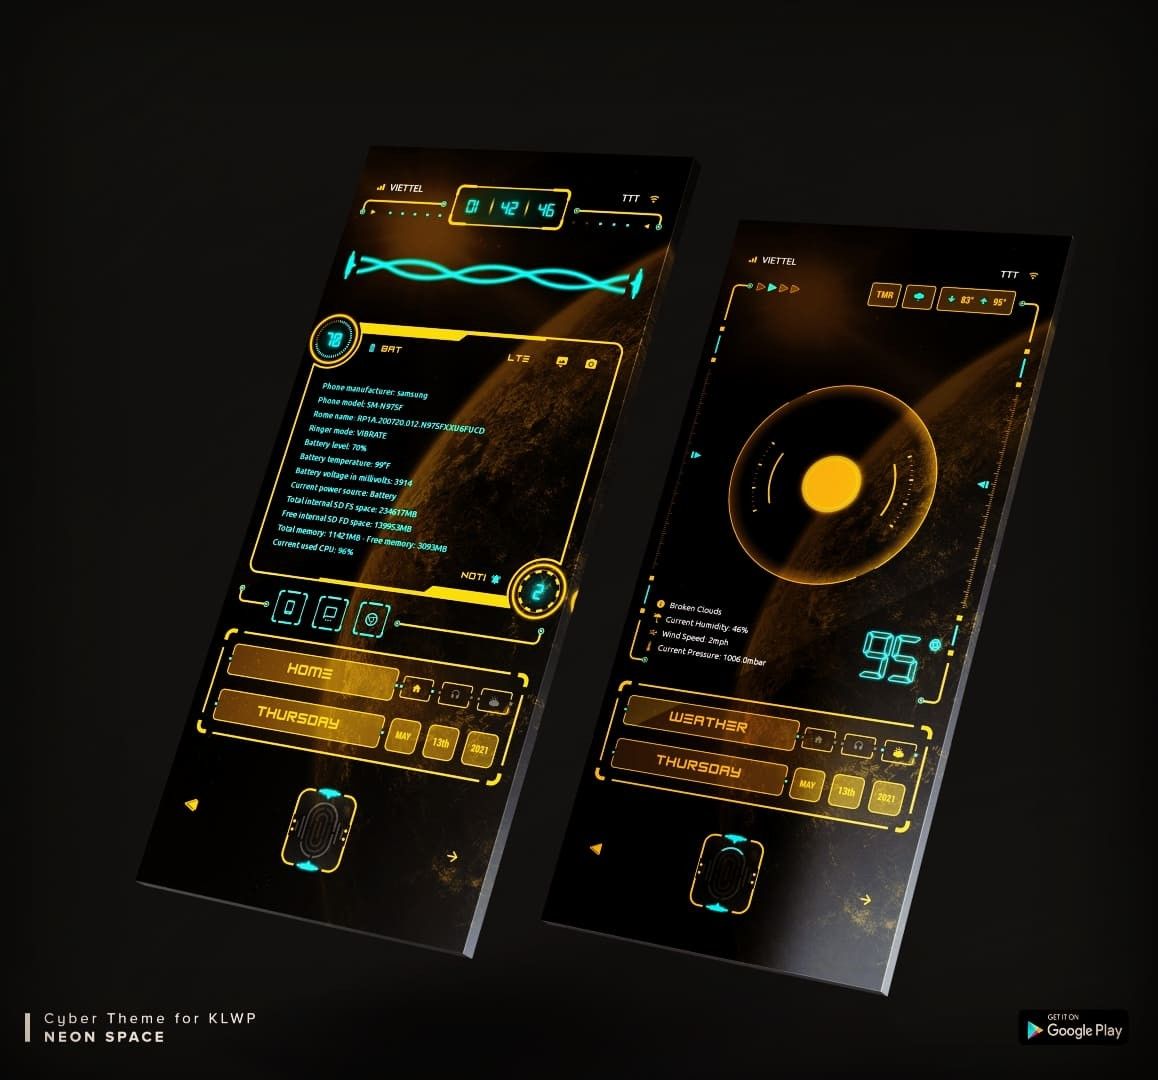 VIETTEL
01 | 42 | 46
TTT
70
BAT
LTE
Phone manufacturer: samsung
Phone model: SM-N975F
Rome name: RP1A.200720.012.N975FXXU6FUCD
Ringer mode: VIBRATE
Battery level: 70%
Battery temperature: 99°F
Battery voltage in millivolts: 3914
Current power source: Battery
Total internal SD FS space: 234617MB
Free internal SD FD space: 139953MB
Total memory: 11421MB - Free memory: 3093MB
Current used CPU: 96%
NOTI
2
HOME
THURSDAY
MAY
13th
2021
VIETTEL
TTT
TMR
83°
95°
Broken Clouds
Current Humidity: 46%
Wind Speed: 2mph
Current Pressure: 1006.0mbar
95
WEATHER
THURSDAY
MAY
13th
2021
Cyber Theme for KLWP
NEON SPACE
GET IT ON
Google Play